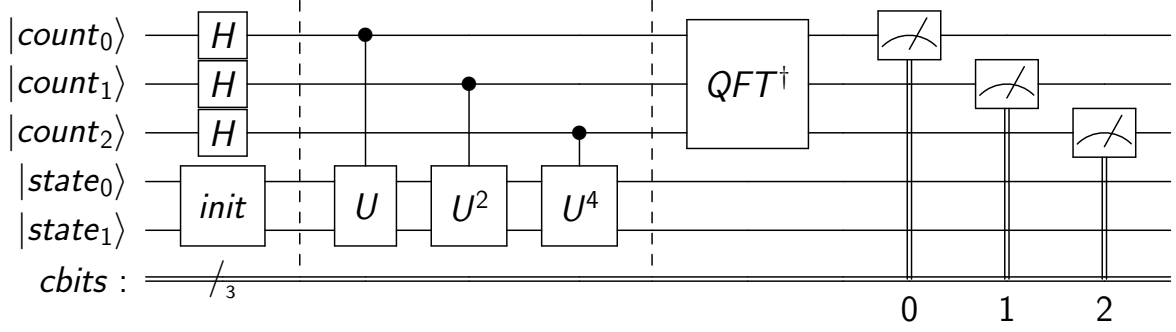 |count₀⟩ H
|count₁⟩ H QFT†
|count₂⟩ H
|state₀⟩
init U U² U⁴
|state₁⟩
cbits : 3
0 1 2